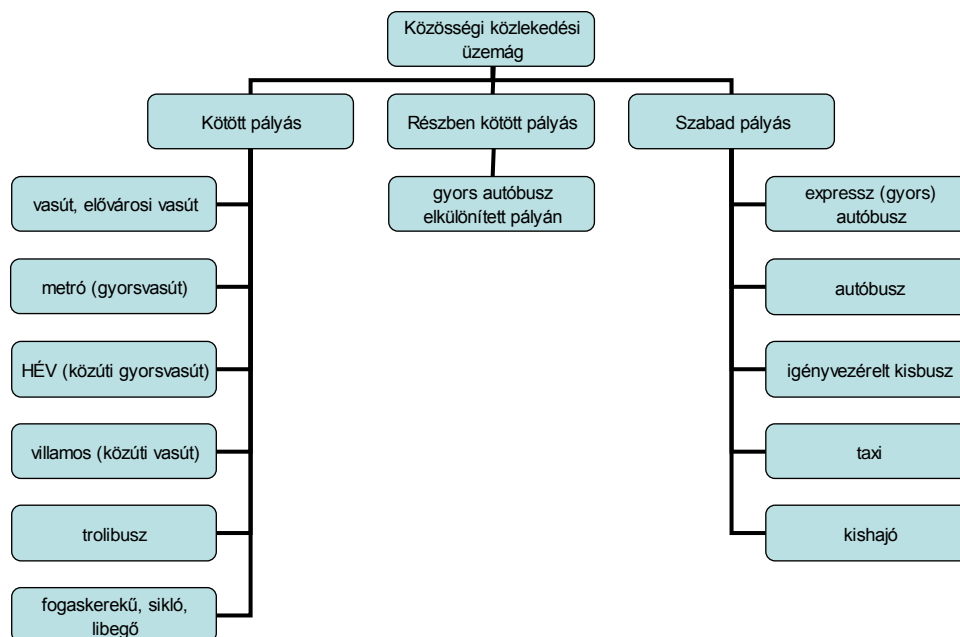 Közösségi közlekedési
üzemág
Kötött pályás
Részben kötött pályás
Szabad pályás
vasút, elővárosi vasút
metró (gyorsvasút)
HÉV (közúti gyorsvasút)
villamos (közúti vasút)
trolibusz
fogaskerekű, sikló,
libegő
gyors autóbusz
elkülönített pályán
expressz (gyors)
autóbusz
autóbusz
igényvezérelt kisbusz
taxi
kishajó